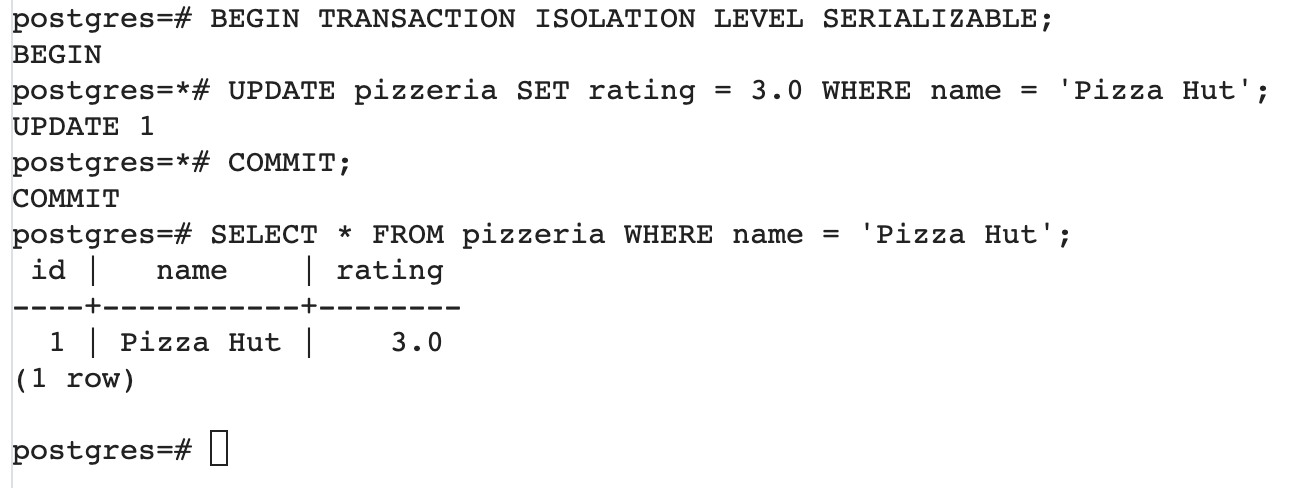 postgres=# BEGIN TRANSACTION ISOLATION LEVEL SERIALIZABLE;
BEGIN
postgres=*# UPDATE pizzeria SET rating = 3.0 WHERE name = 'Pizza Hut';
UPDATE 1
postgres=*# COMMIT;
COMMIT
postgres=# SELECT * FROM pizzeria WHERE name = 'Pizza Hut';
 id |   name    | rating
----+-----------+--------
  1 | Pizza Hut |    3.0
(1 row)

postgres=#